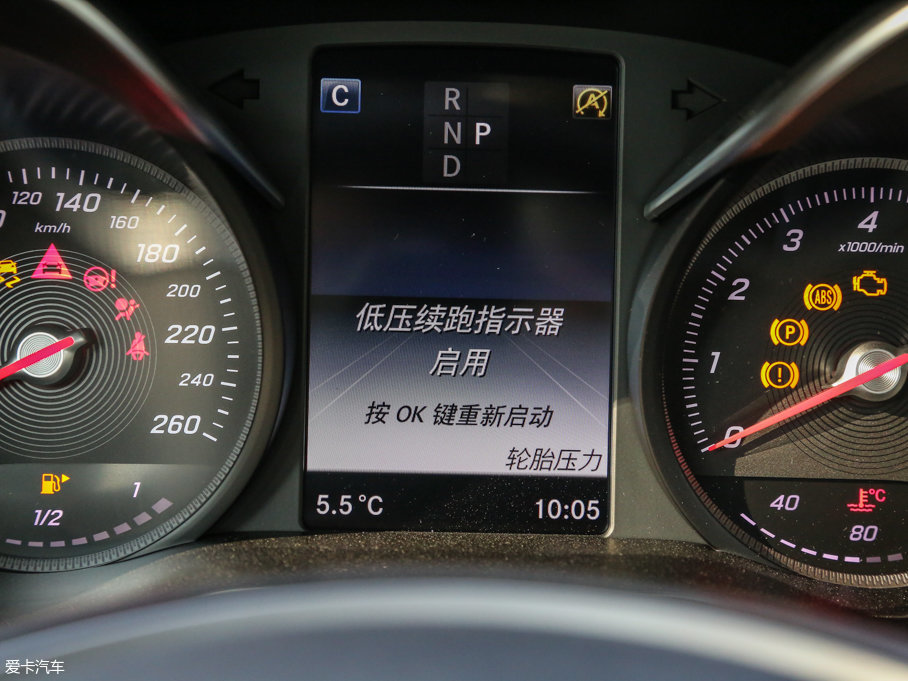 C
R
N P
D
A
120 140 160 180 200 220 240 260
km/h
1/2 1
低压续跑指示器
启用
按 OK 键重新启动
轮胎压力
5.5 °C 10:05
0 1 2 3 4
x1000/min
ABS
P
!
40 80
°C
爱卡汽车